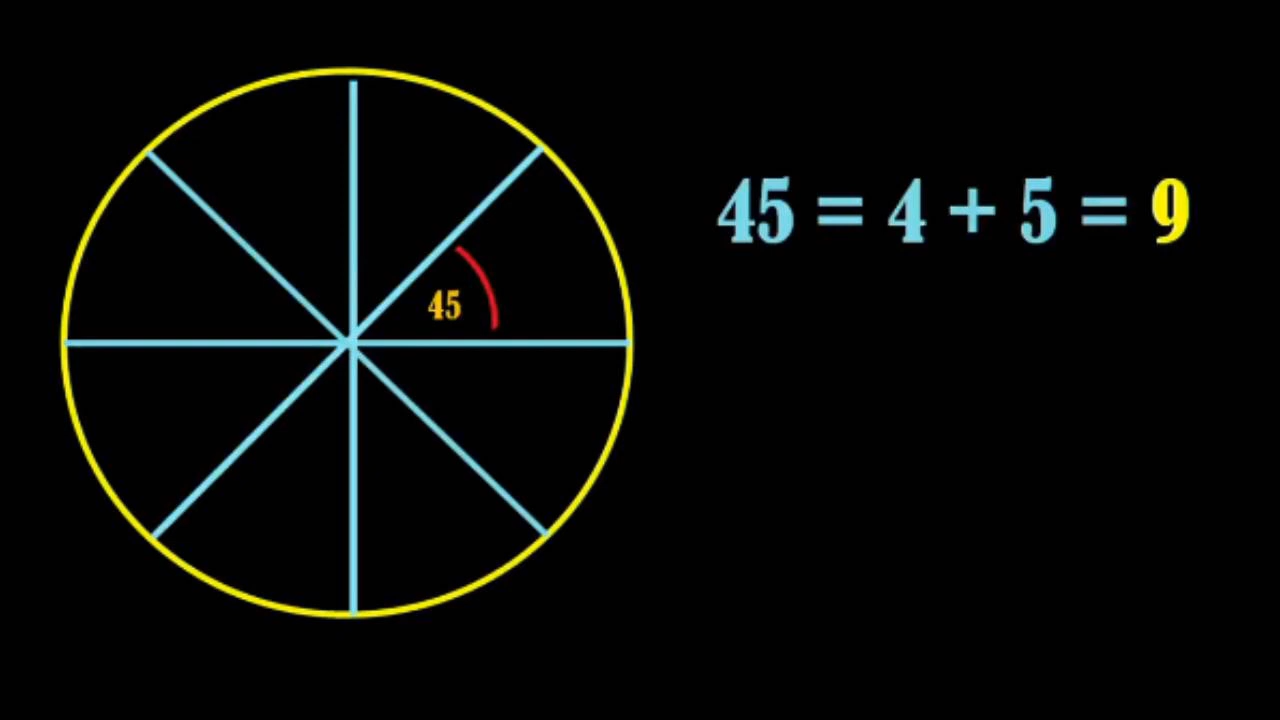 45 = 4 + 5 = 9
45